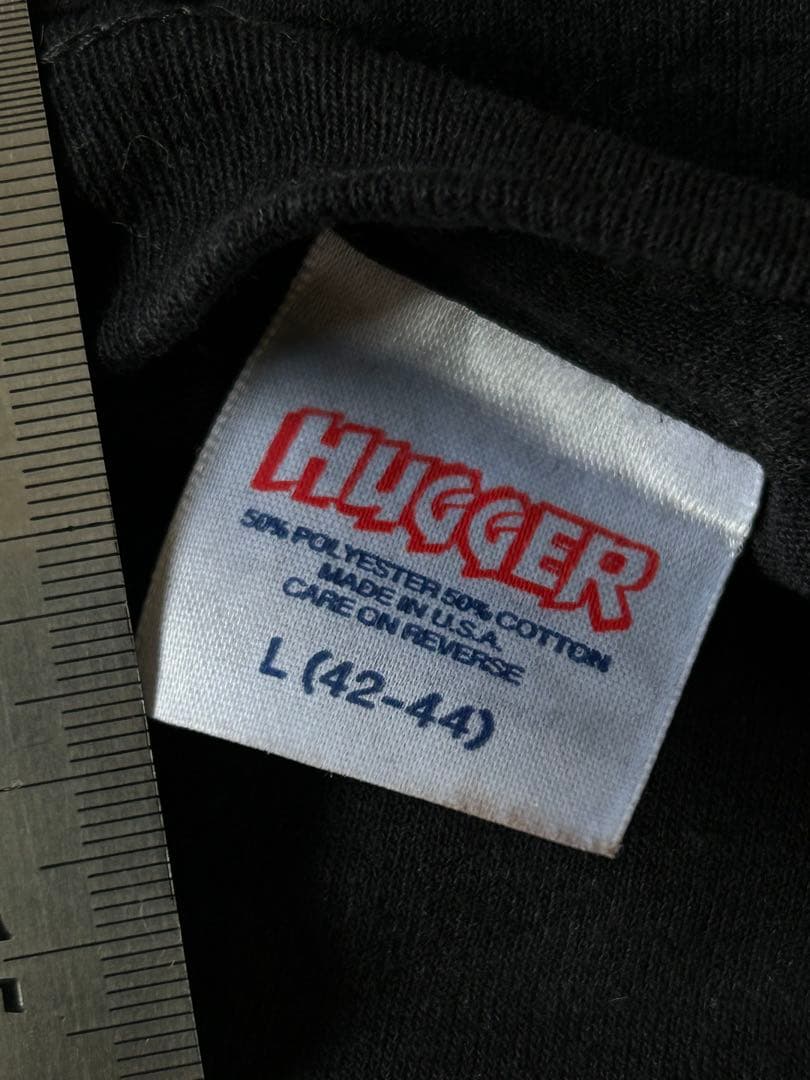 HUGGER
50% POLYESTER 50% COTTON
MADE IN U.S.A.
CARE ON REVERSE
L (42-44)